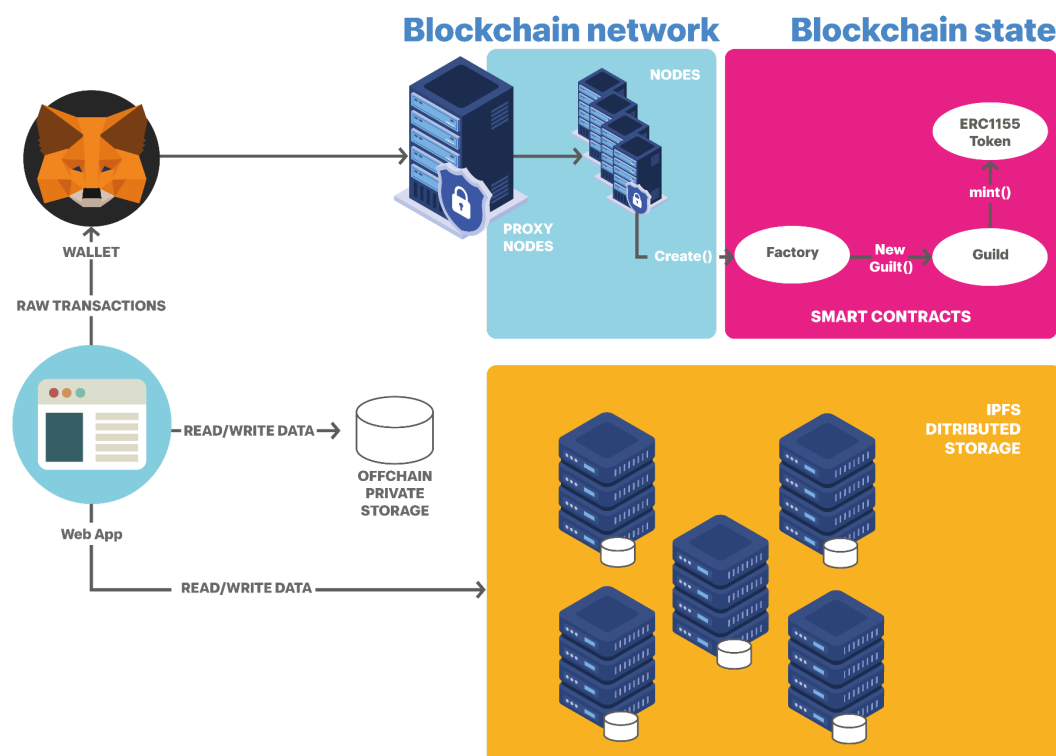 Blockchain network
Blockchain state
NODES
ERC1155
Token
mint()
PROXY
NODES
WALLET
Create()
Factory
New
Guilt()
Guild
RAW TRANSACTIONS
SMART CONTRACTS
READ/WRITE DATA
OFFCHAIN
PRIVATE
STORAGE
IPFS
DITRIBUTED
STORAGE
Web App
READ/WRITE DATA